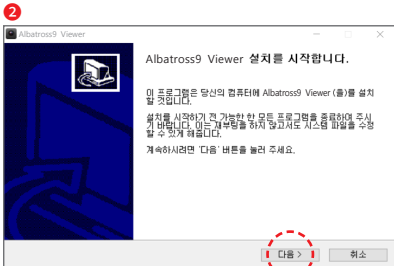 2
Albatross9 Viewer
Albatross9 Viewer 설치를 시작합니다.
이 프로그램은 당신의 컴퓨터에 Albatross9 Viewer (을)를 설치
할 것입니다.
설치를 시작하기 전 가능한 한 모든 프로그램을 종료하여 주시
기 바랍니다. 이는 재부팅을 하지 않고서도 시스템 파일을 수정
할 수 있게 해줍니다.
계속하시려면 '다음' 버튼을 눌러 주세요.
다음 >
취소